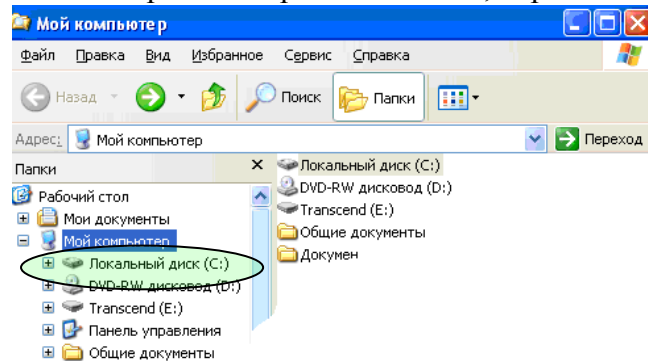 Мой компьютер
Файл Правка Вид Избранное Сервис Справка
Назад Поиск Папки
Адрес: Мой компьютер Переход
Папки
Рабочий стол
Мои документы
Мой компьютер
Локальный диск (C:)
DVD-RW дисковод (D:)
Transcend (E:)
Панель управления
Общие документы
Локальный диск (C:)
DVD-RW дисковод (D:)
Transcend (E:)
Общие документы
Докумен